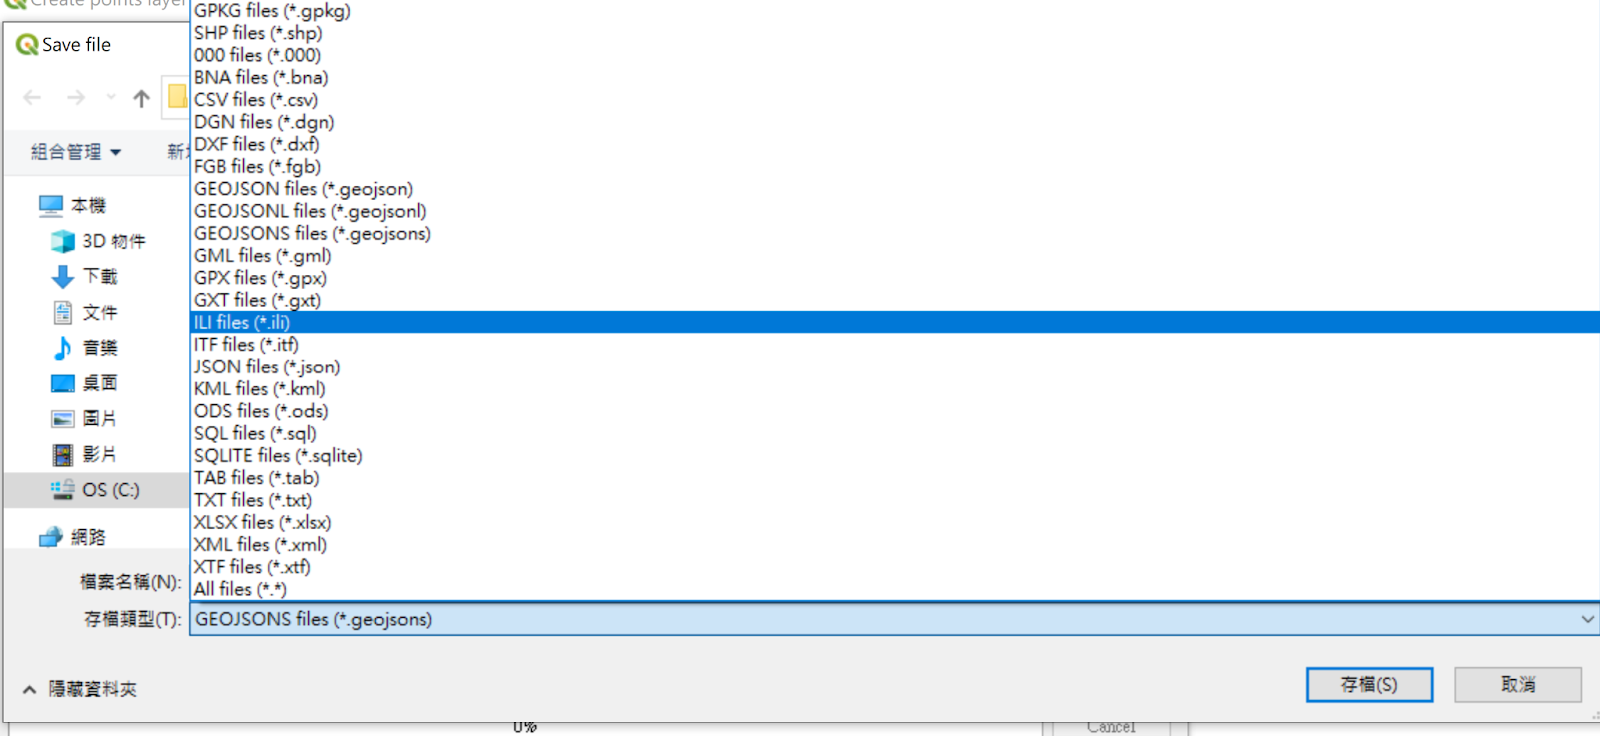 Create points layer
Save file
組合管理
新增
本機
3D 物件
下載
文件
音樂
桌面
圖片
影片
OS (C:)
網路
GPKG files (*.gpkg)
SHP files (*.shp)
000 files (*.000)
BNA files (*.bna)
CSV files (*.csv)
DGN files (*.dgn)
DXF files (*.dxf)
FGB files (*.fgb)
GEOJSON files (*.geojson)
GEOJSONL files (*.geojsonl)
GEOJSONS files (*.geojsons)
GML files (*.gml)
GPX files (*.gpx)
GXT files (*.gxt)
ILI files (*.ili)
ITF files (*.itf)
JSON files (*.json)
KML files (*.kml)
ODS files (*.ods)
SQL files (*.sql)
SQLITE files (*.sqlite)
TAB files (*.tab)
TXT files (*.txt)
XLSX files (*.xlsx)
XML files (*.xml)
XTF files (*.xtf)
All files (*.*)
檔案名稱(N):
存檔類型(T): GEOJSONS files (*.geojsons)
隱藏資料夾
存檔(S)
取消
0%
Cancel